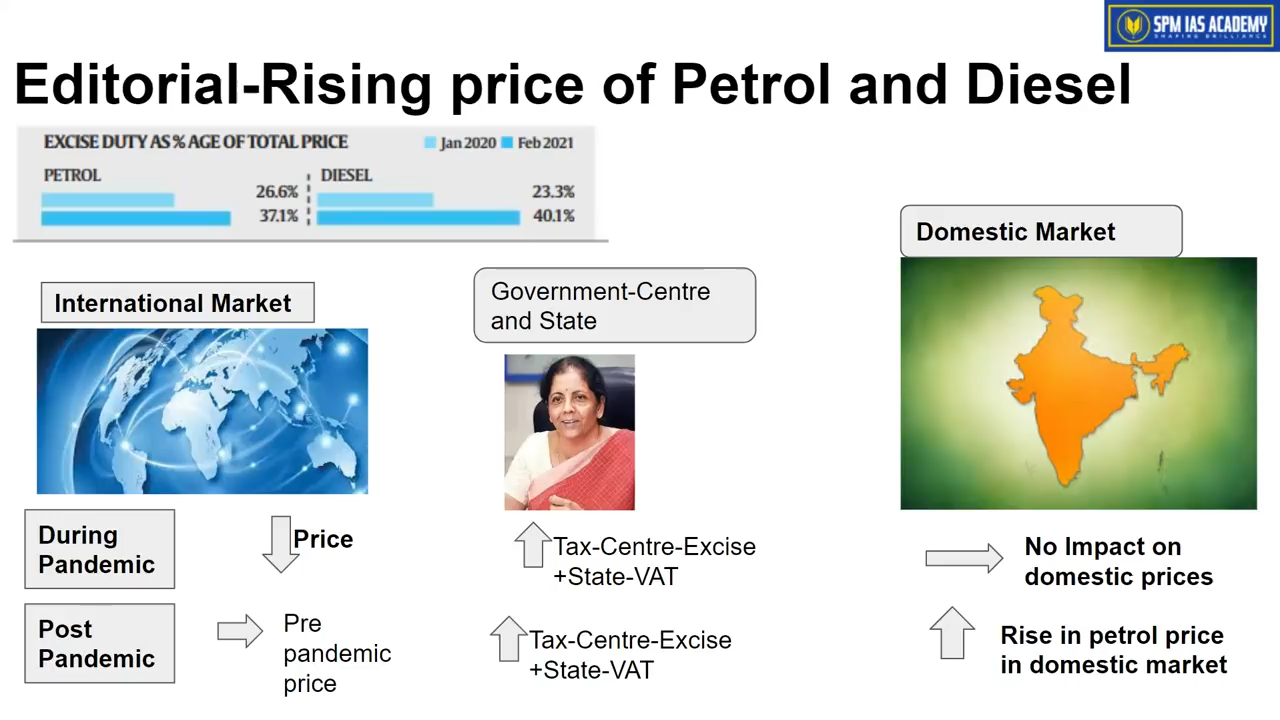 SPM IAS ACADEMY
SHAPING BRILLIANCE
Editorial-Rising price of Petrol and Diesel
EXCISE DUTY AS % AGE OF TOTAL PRICE
Jan 2020 Feb 2021
PETROL
26.6%
37.1%
DIESEL
23.3%
40.1%
International Market
Government-Centre
and State
Domestic Market
During
Pandemic
Price
Tax-Centre-Excise
+State-VAT
No Impact on
domestic prices
Post
Pandemic
Pre
pandemic
price
Tax-Centre-Excise
+State-VAT
Rise in petrol price
in domestic market